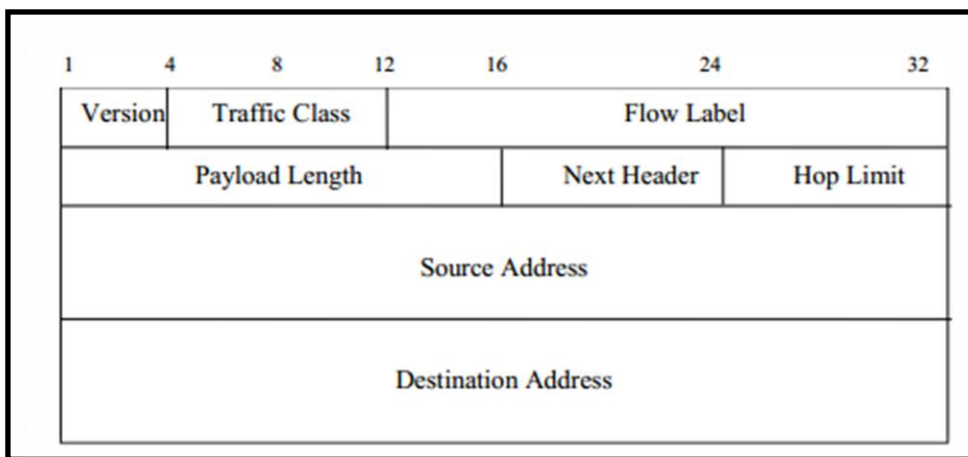 1 4 8 12 16 24 32
Version Traffic Class Flow Label
Payload Length Next Header Hop Limit
Source Address
Destination Address